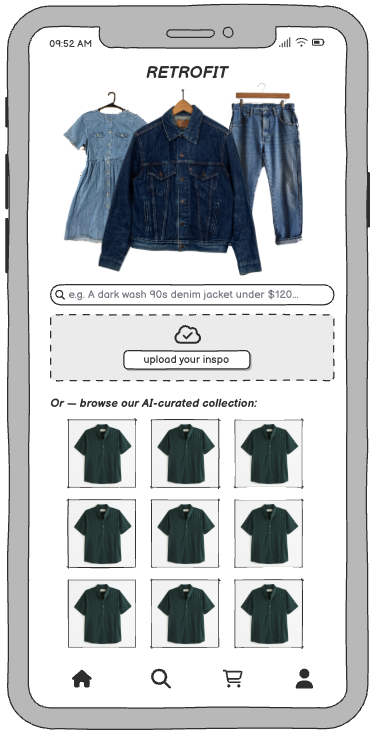 09:52 AM
RETROFIT
e.g. A dark wash 90s denim jacket under $120...
upload your inspo
Or — browse our AI-curated collection: